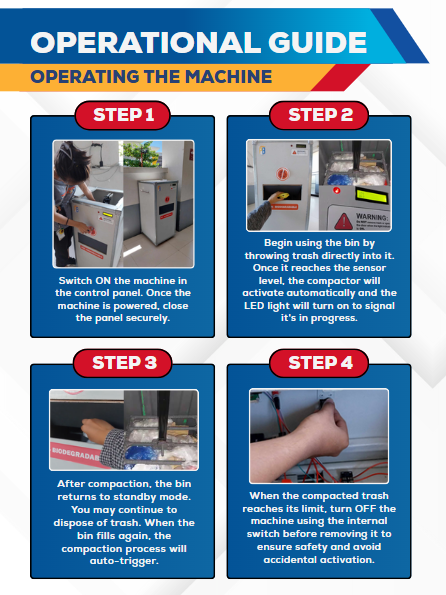 OPERATIONAL GUIDE
OPERATING THE MACHINE
STEP 1
Switch ON the machine in
the control panel. Once the
machine is powered, close
the panel securely.
STEP 2
WARNING:
Begin using the bin by
throwing trash directly into it.
Once it reaches the sensor
level, the compactor will
activate automatically and the
LED light will turn on to signal
it's in progress.
STEP 3
BIODEGRADAB
After compaction, the bin
returns to standby mode.
You may continue to
dispose of trash. When the
bin fills again, the
compaction process will
auto-trigger.
STEP 4
When the compacted trash
reaches its limit, turn OFF the
machine using the internal
switch before removing it to
ensure safety and avoid
accidental activation.